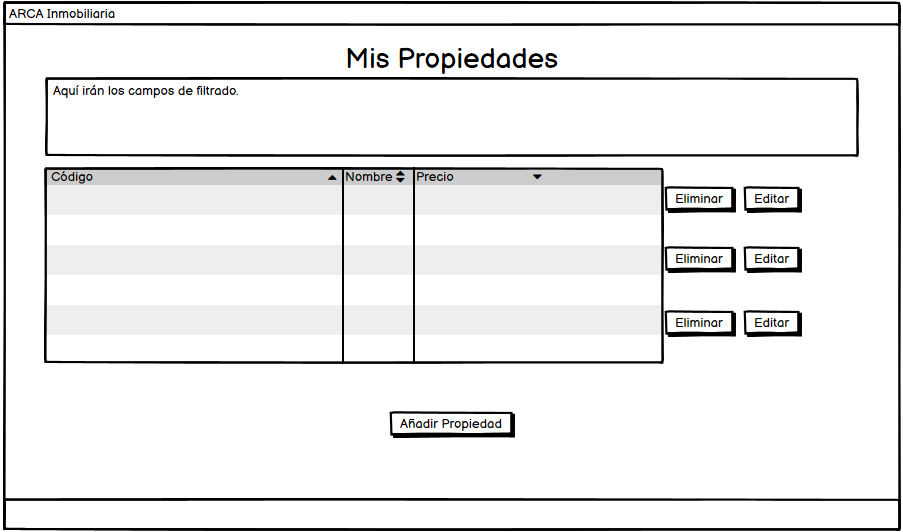 ARCA Inmobiliaria
Mis Propiedades
Aquí irán los campos de filtrado.
Código Nombre Precio
Eliminar Editar
Eliminar Editar
Eliminar Editar
Añadir Propiedad